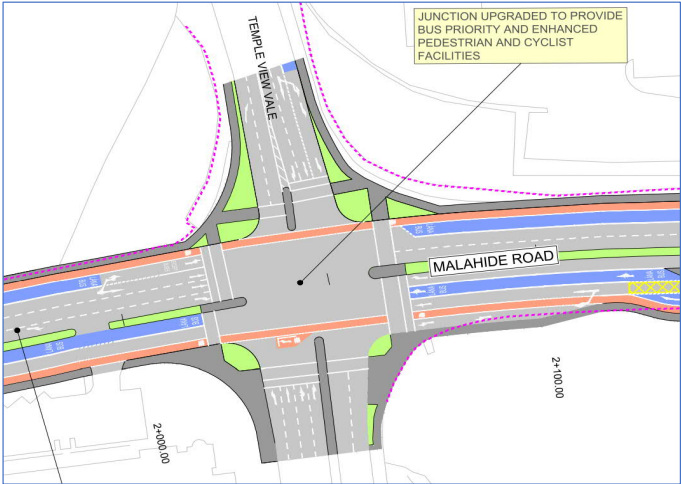 JUNCTION UPGRADED TO PROVIDE
BUS PRIORITY AND ENHANCED
PEDESTRIAN AND CYCLIST
FACILITIES
TEMPLE VIEW VALE
MALAHIDE ROAD
2+100.00
2+000.00